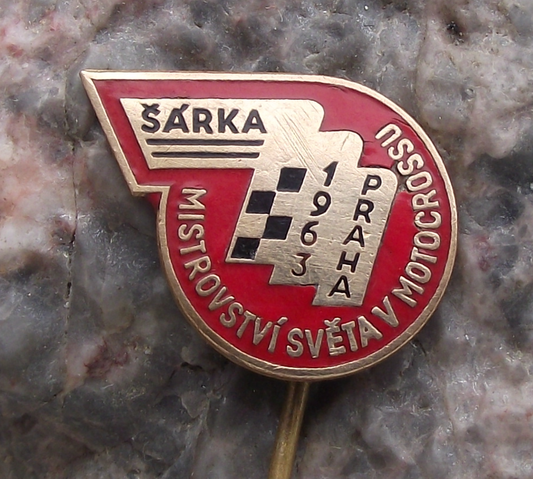 ŠÁRKA
1963
PRAHA
MISTROVSTVÍ SVĚTA V MOTOCROSSU